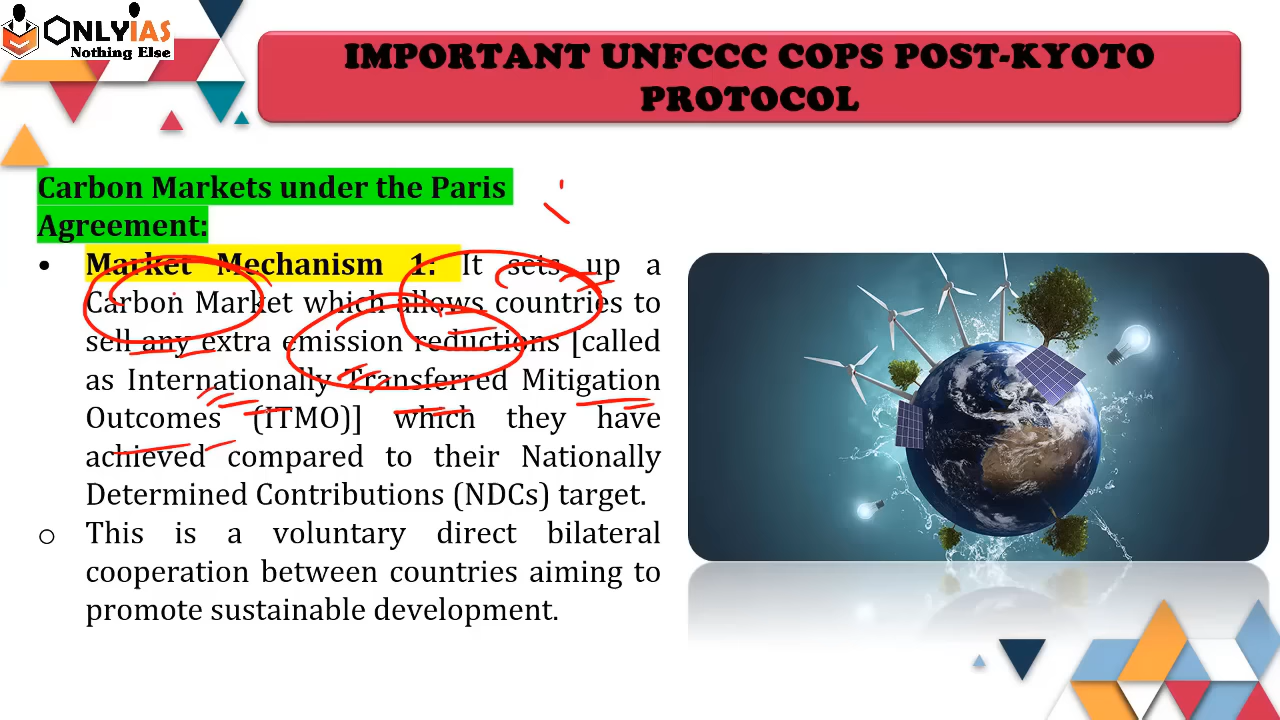 ONLYIAS
Nothing Else
IMPORTANT UNFCCC COPS POST-KYOTO
PROTOCOL
Carbon Markets under the Paris
Agreement:
• Market Mechanism 1: It sets up a
Carbon Market which allows countries to
sell any extra emission reductions [called
as Internationally Transferred Mitigation
Outcomes (ITMO)] which they have
achieved compared to their Nationally
Determined Contributions (NDCs) target.
o This is a voluntary direct bilateral
cooperation between countries aiming to
promote sustainable development.